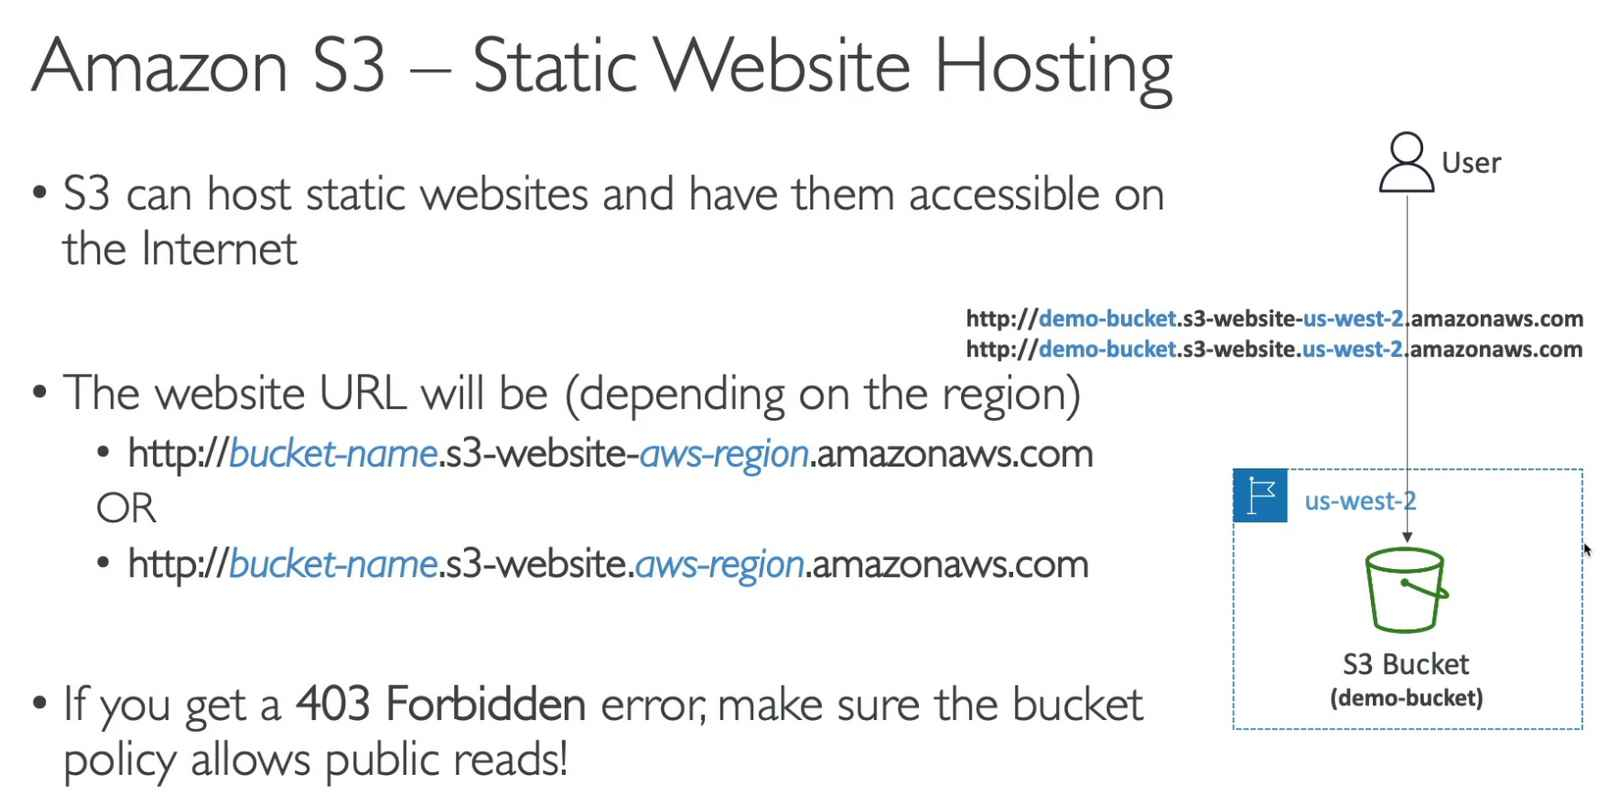 Amazon S3 – Static Website Hosting
• S3 can host static websites and have them accessible on
the Internet
User
http://demo-bucket.s3-website-us-west-2.amazonaws.com
http://demo-bucket.s3-website.us-west-2.amazonaws.com
• The website URL will be (depending on the region)
• http://bucket-name.s3-website-aws-region.amazonaws.com
OR
• http://bucket-name.s3-website.aws-region.amazonaws.com
us-west-2
S3 Bucket
(demo-bucket)
• If you get a 403 Forbidden error, make sure the bucket
policy allows public reads!